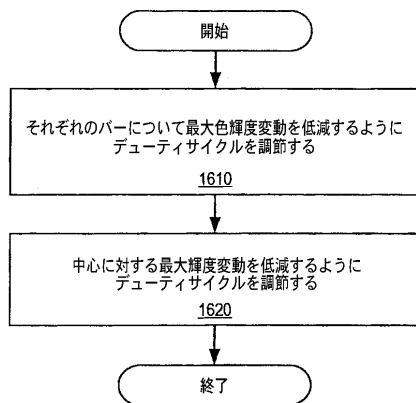 開始
それぞれのバーについて最大色輝度変動を低減するように
デューティサイクルを調節する
1610
中心に対する最大輝度変動を低減するように
デューティサイクルを調節する
1620
終了